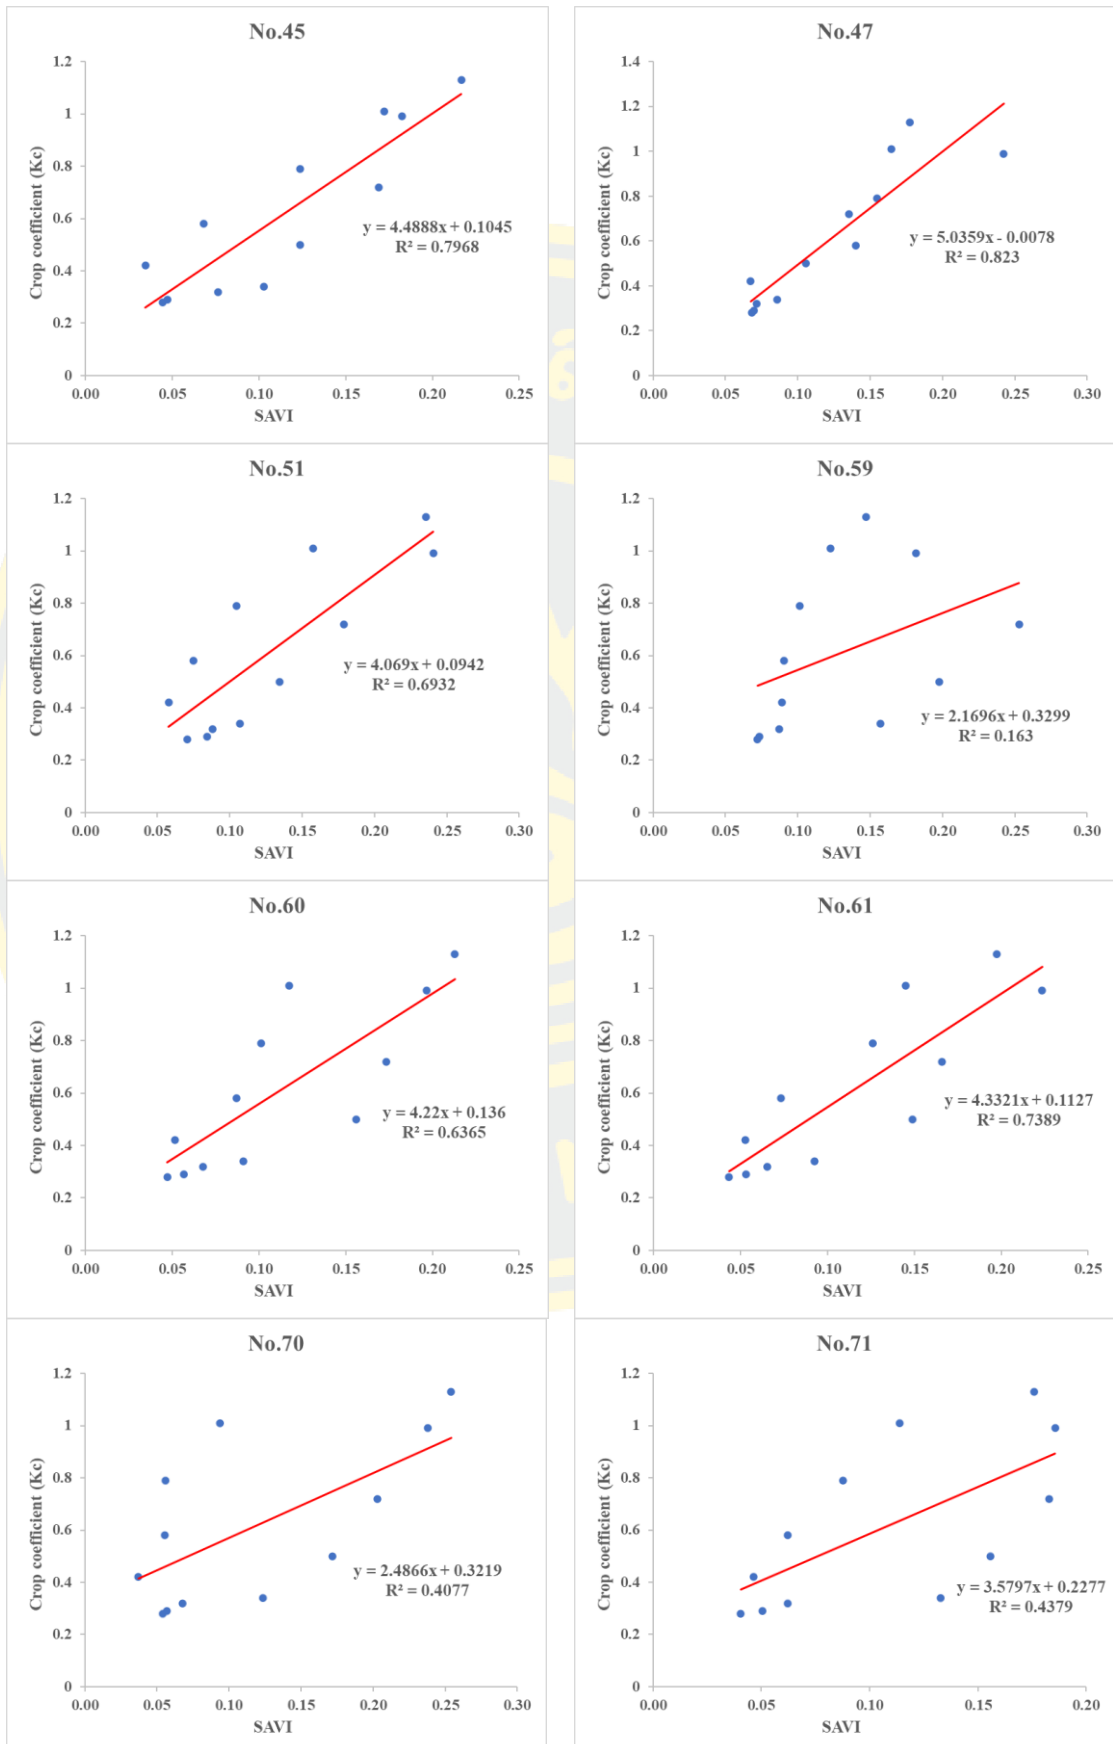 No.45
1.2
1
0.8
0.6
0.4
0.2
0
Crop coefficient (Kc)
y = 4.4888x + 0.1045
R² = 0.7968
0.00 0.05 0.10 0.15 0.20 0.25
SAVI
No.47
1.4
1.2
1
0.8
0.6
0.4
0.2
0
Crop coefficient (Kc)
y = 5.0359x - 0.0078
R² = 0.823
0.00 0.05 0.10 0.15 0.20 0.25 0.30
SAVI
No.51
1.2
1
0.8
0.6
0.4
0.2
0
Crop coefficient (Kc)
y = 4.069x + 0.0942
R² = 0.6932
0.00 0.05 0.10 0.15 0.20 0.25 0.30
SAVI
No.59
1.2
1
0.8
0.6
0.4
0.2
0
Crop coefficient (Kc)
y = 2.1696x + 0.3299
R² = 0.163
0.00 0.05 0.10 0.15 0.20 0.25 0.30
SAVI
No.60
1.2
1
0.8
0.6
0.4
0.2
0
Crop coefficient (Kc)
y = 4.22x + 0.136
R² = 0.6365
0.00 0.05 0.10 0.15 0.20 0.25
SAVI
No.61
1.2
1
0.8
0.6
0.4
0.2
0
Crop coefficient (Kc)
y = 4.3321x + 0.1127
R² = 0.7389
0.00 0.05 0.10 0.15 0.20 0.25
SAVI
No.70
1.2
1
0.8
0.6
0.4
0.2
0
Crop coefficient (Kc)
y = 2.4866x + 0.3219
R² = 0.4077
0.00 0.05 0.10 0.15 0.20 0.25 0.30
SAVI
No.71
1.2
1
0.8
0.6
0.4
0.2
0
Crop coefficient (Kc)
y = 3.5797x + 0.2277
R² = 0.4379
0.00 0.05 0.10 0.15 0.20
SAVI